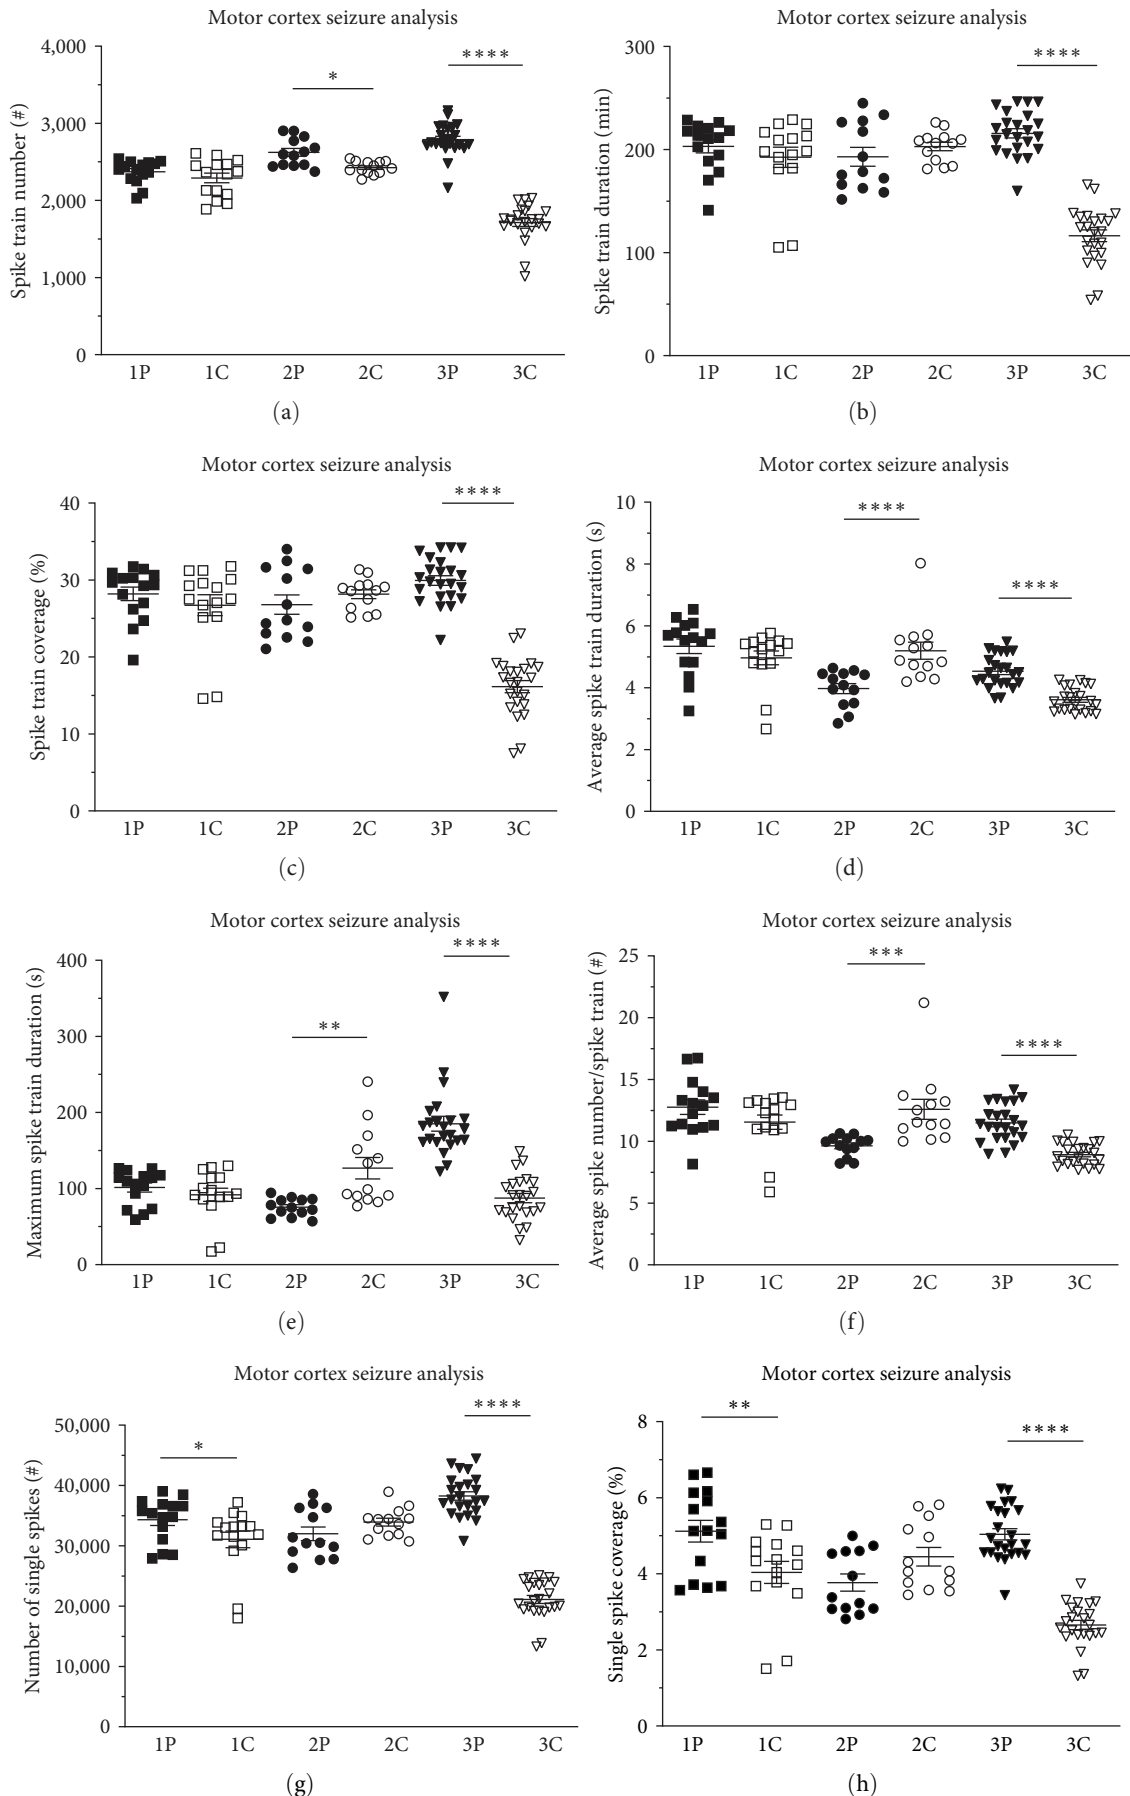 Motor cortex seizure analysis
Spike train number (#)
4,000
3,000
2,000
1,000
0
*
****
1P 1C 2P 2C 3P 3C
(a)
Motor cortex seizure analysis
Spike train duration (min)
300
200
100
0
****
1P 1C 2P 2C 3P 3C
(b)
Motor cortex seizure analysis
Spike train coverage (%)
40
30
20
10
0
****
1P 1C 2P 2C 3P 3C
(c)
Motor cortex seizure analysis
Average spike train duration (s)
10
8
6
4
2
0
****
****
1P 1C 2P 2C 3P 3C
(d)
Motor cortex seizure analysis
Maximum spike train duration (s)
400
300
200
100
0
**
****
1P 1C 2P 2C 3P 3C
(e)
Motor cortex seizure analysis
Average spike number/spike train (#)
25
20
15
10
5
0
***
****
1P 1C 2P 2C 3P 3C
(f)
Motor cortex seizure analysis
Number of single spikes (#)
50,000
40,000
30,000
20,000
10,000
0
*
****
1P 1C 2P 2C 3P 3C
(g)
Motor cortex seizure analysis
Single spike coverage (%)
8
6
4
2
0
**
****
1P 1C 2P 2C 3P 3C
(h)